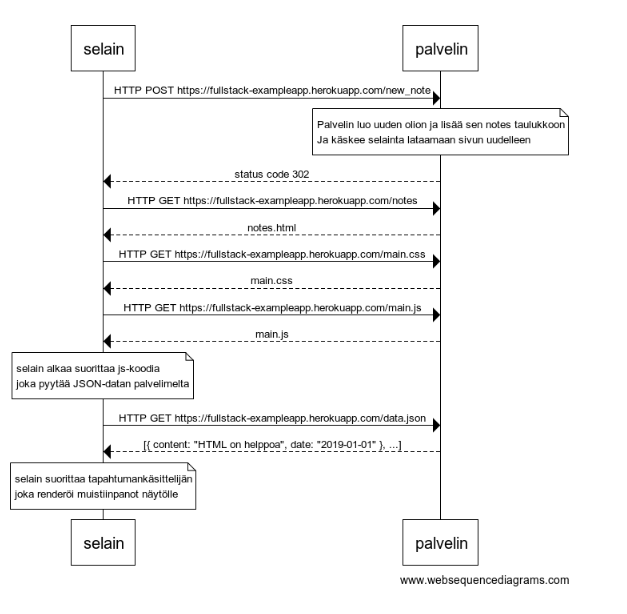 selain
palvelin
HTTP POST https://fullstack-exampleapp.herokuapp.com/new_note
Palvelin luo uuden olion ja lisää sen notes taulukkoon
Ja käskee selainta lataamaan sivun uudelleen
status code 302
HTTP GET https://fullstack-exampleapp.herokuapp.com/notes
notes.html
HTTP GET https://fullstack-exampleapp.herokuapp.com/main.css
main.css
HTTP GET https://fullstack-exampleapp.herokuapp.com/main.js
main.js
selain alkaa suorittaa js-koodia
joka pyytää JSON-datan palvelimelta
HTTP GET https://fullstack-exampleapp.herokuapp.com/data.json
[{ content: "HTML on helppoa", date: "2019-01-01" }, ...]
selain suorittaa tapahtumankäsittelijän
joka renderöi muistiinpanot näytölle
selain
palvelin
www.websequencediagrams.com